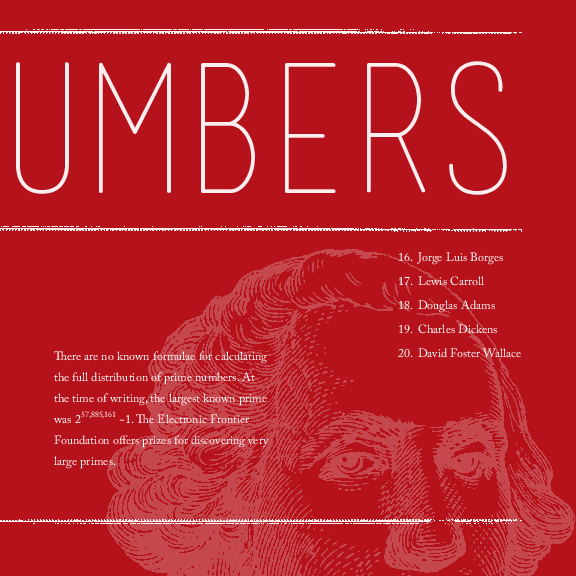 UMBERS
16. Jorge Luis Borges
17. Lewis Carroll
18. Douglas Adams
19. Charles Dickens
20. David Foster Wallace
There are no known formulae for calculating
the full distribution of prime numbers. At
the time of writing, the largest known prime
was 2^57,885,161 –1. The Electronic Frontier
Foundation offers prizes for discovering very
large primes.